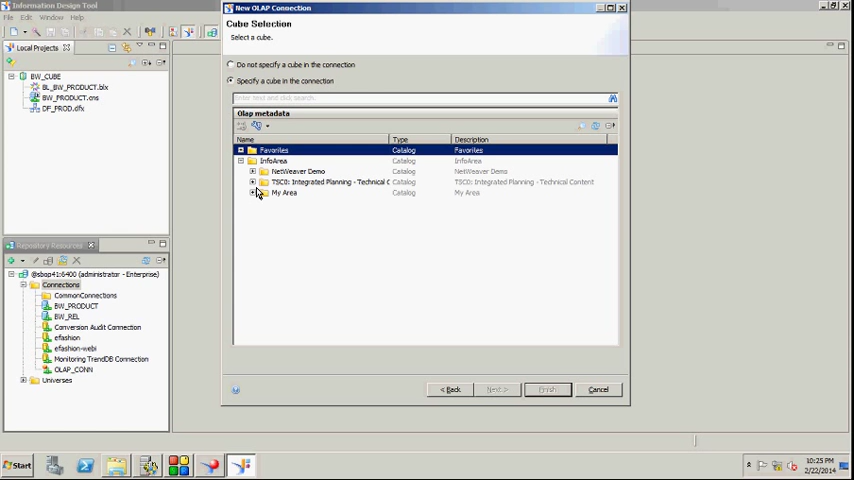 Information Design Tool
File Edit Window Help
Local Projects
BW_CUBE
BL_BW_PRODUCT.blx
BW_PRODUCT.cns
DF_PROD.dfx
Repository Resources
@sbop41:6400 (administrator - Enterprise)
Connections
CommonConnections
BW_PRODUCT
BW_REL
Conversion Audit Connection
efashion
efashion-webi
Monitoring TrendDB Connection
OLAP_CONN
Universes
New OLAP Connection
Cube Selection
Select a cube.
Do not specify a cube in the connection
Specify a cube in the connection
Enter text and click search.
Olap metadata
Name Type Description
Favorites Catalog Favorites
InfoArea Catalog InfoArea
NetWeaver Demo Catalog NetWeaver Demo
TSC0: Integrated Planning - Technical C Catalog TSC0: Integrated Planning - Technical Content
My Area Catalog My Area
< Back Next > Finish Cancel
Start
10:25 PM
2/22/2014